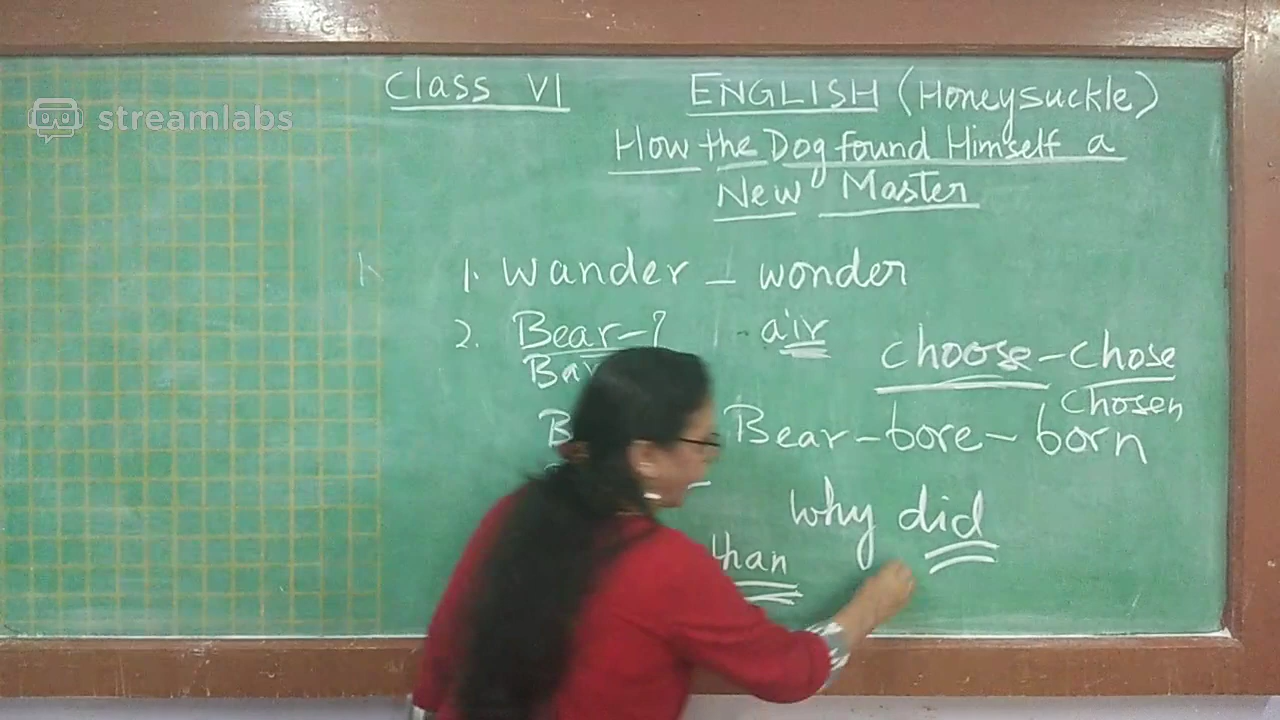 streamlabs
Class VI ENGLISH (Honeysuckle)
How the Dog found Himself a
New Master
1. wander - wonder
2. Bear-? air
choose - chose
chosen
Bear - bore - born
why did
than